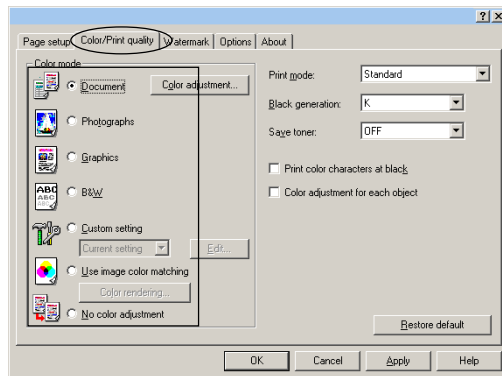 Page setup Color/Print quality Watermark Options About
Color mode
Document
Color adjustment...
Photographs
Graphics
ABC
ABC
B&W
Custom setting
Current setting
Edit...
Use image color matching
Color rendering...
No color adjustment
Print mode: Standard
Black generation: K
Save toner: OFF
Print color characters at black
Color adjustment for each object
Restore default
OK Cancel Apply Help